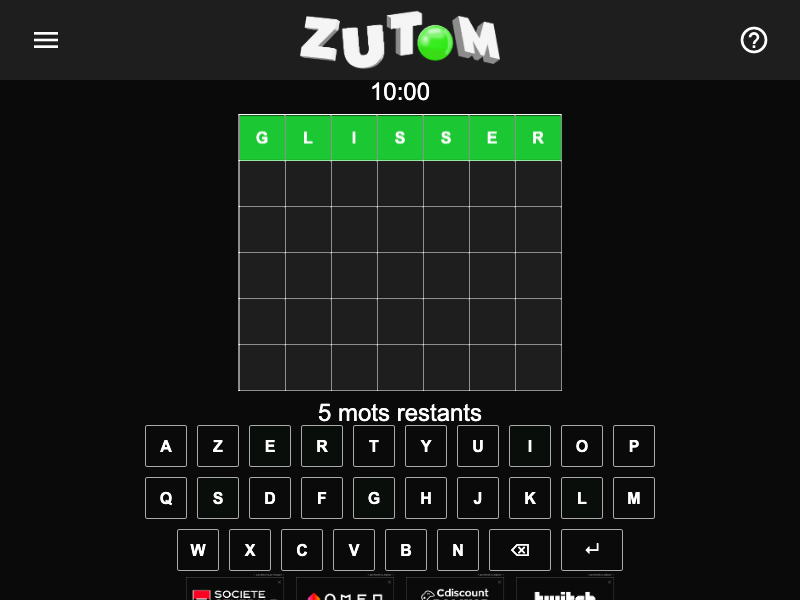 ZUTOM
10:00
G L I S S E R
5 mots restants
A Z E R T Y U I O P
Q S D F G H J K L M
W X C V B N
SOCIETE
OMEN
Cdiscount
twitch